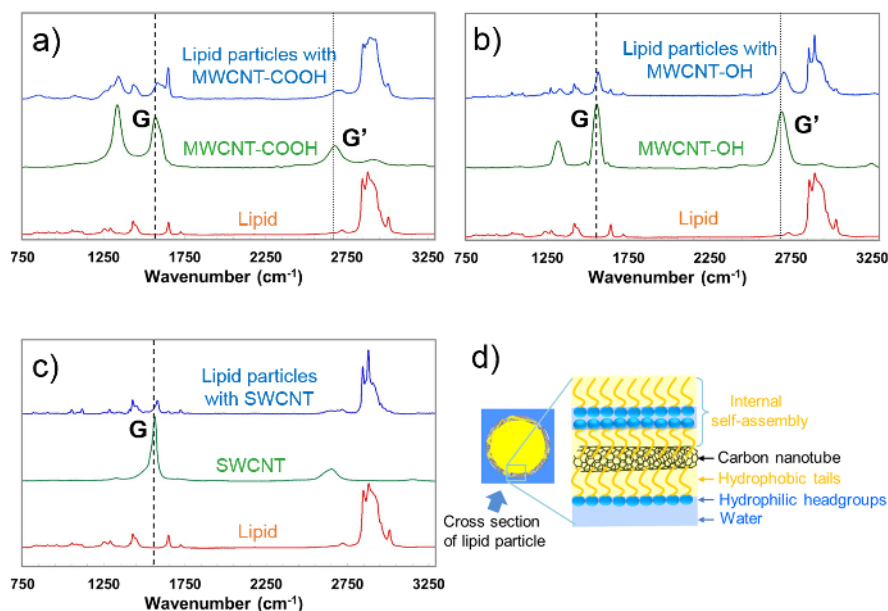 a)
Lipid particles with
MWCNT-COOH
G
G’
MWCNT-COOH
Lipid
750 1250 1750 2250 2750 3250
Wavenumber (cm-1)
b)
Lipid particles with
MWCNT-OH
G
G’
MWCNT-OH
Lipid
750 1250 1750 2250 2750 3250
Wavenumber (cm-1)
c)
Lipid particles
with SWCNT
G
SWCNT
Lipid
750 1250 1750 2250 2750 3250
Wavenumber (cm-1)
d)
Internal
self-assembly
Carbon nanotube
Hydrophobic tails
Hydrophilic headgroups
Water
Cross section
of lipid particle